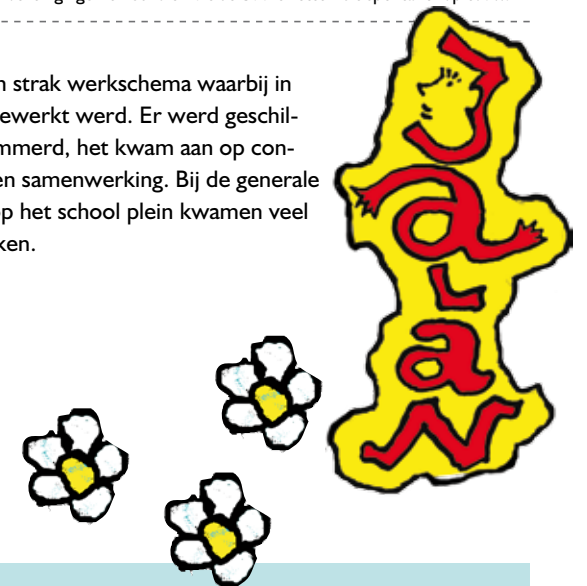 n strak werkschema waarbij in
ewerkt werd. Er werd geschil-
mmerd, het kwam aan op con-
en samenwerking. Bij de generale
op het school plein kwamen veel
ken.
JaLaN